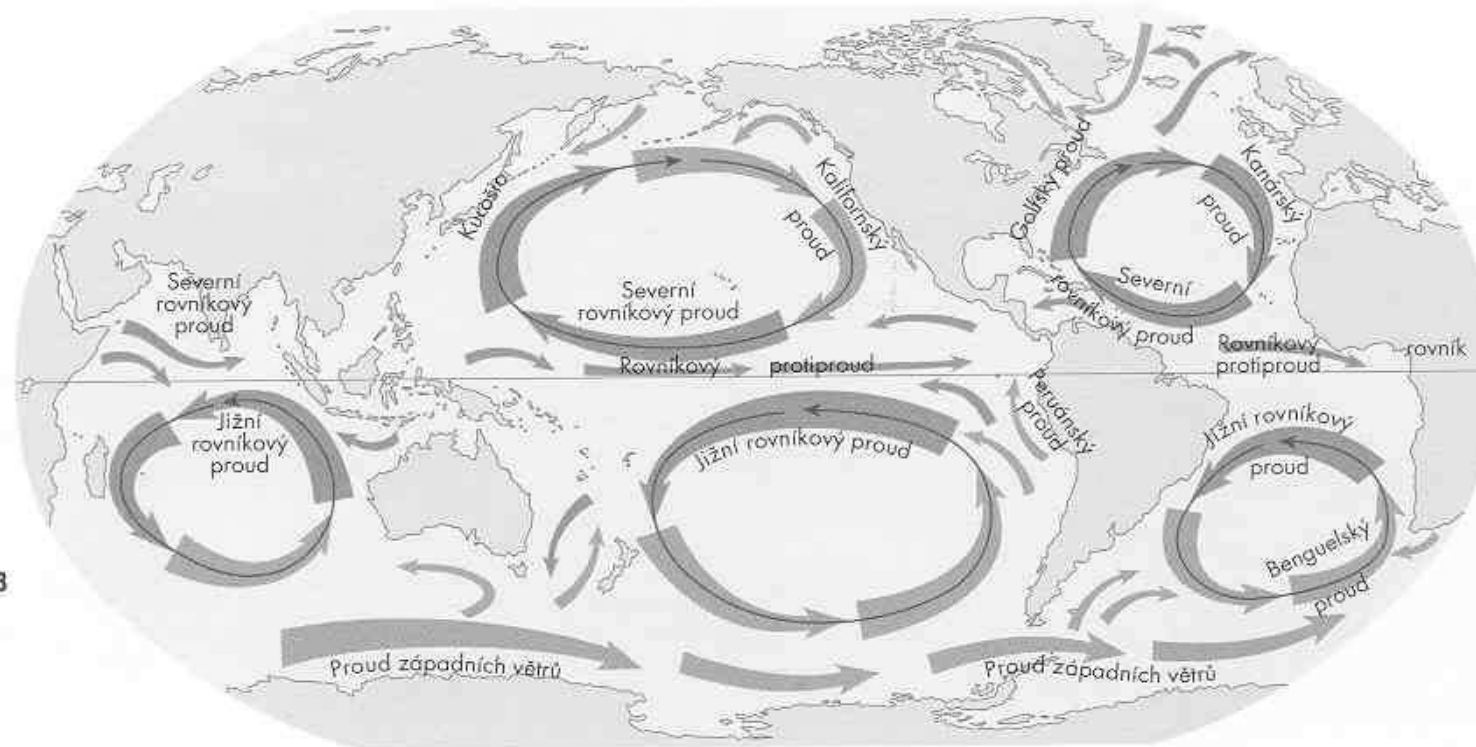 Golfský proud
Kanárský
proud
Kurošio
Kalifornský
proud
Severní
rovníkový
proud
Severní
rovníkový proud
Severní
rovníkový proud
Rovníkový protiproud
Rovníkový
protiproud
rovník
Jižní
rovníkový
proud
Jižní rovníkový proud
Peruánský
proud
Jižní rovníkový
proud
Benguelský
proud
3
Proud západních větrů
Proud západních větrů